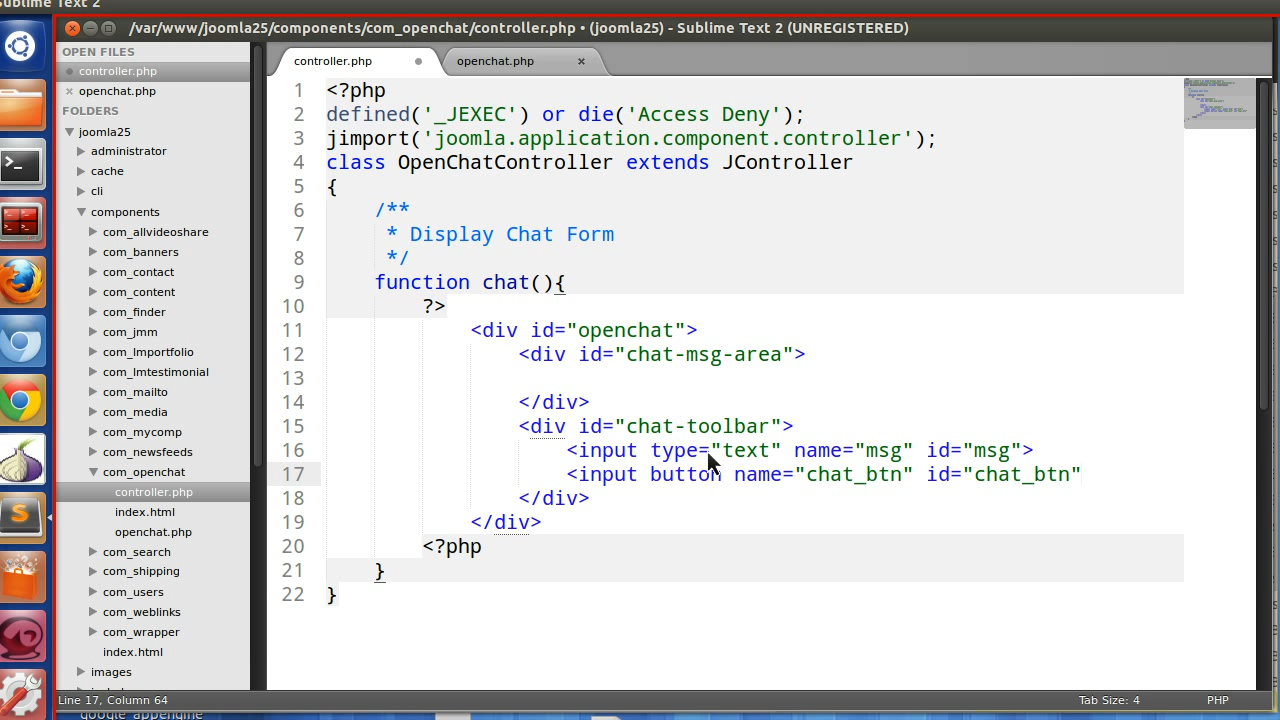 Sublime Text 2
/var/www/joomla25/components/com_openchat/controller.php • (joomla25) - Sublime Text 2 (UNREGISTERED)
OPEN FILES
controller.php
openchat.php
FOLDERS
joomla25
administrator
cache
cli
components
com_allvideoshare
com_banners
com_contact
com_content
com_finder
com_jmm
com_lmportfolio
com_lmtestimonial
com_mailto
com_media
com_mycomp
com_newsfeeds
com_openchat
controller.php
index.html
openchat.php
com_search
com_shipping
com_users
com_weblinks
com_wrapper
index.html
images
controller.php
openchat.php
1 <?php
2 defined('_JEXEC') or die('Access Deny');
3 jimport('joomla.application.component.controller');
4 class OpenChatController extends JController
5 {
6 /**
7 * Display Chat Form
8 */
9 function chat(){
10 ?>
11 <div id="openchat">
12 <div id="chat-msg-area">
13
14 </div>
15 <div id="chat-toolbar">
16 <input type="text" name="msg" id="msg">
17 <input button name="chat_btn" id="chat_btn"
18 </div>
19 </div>
20 <?php
21 }
22 }
Line 17, Column 64
Tab Size: 4
PHP
google_appengine